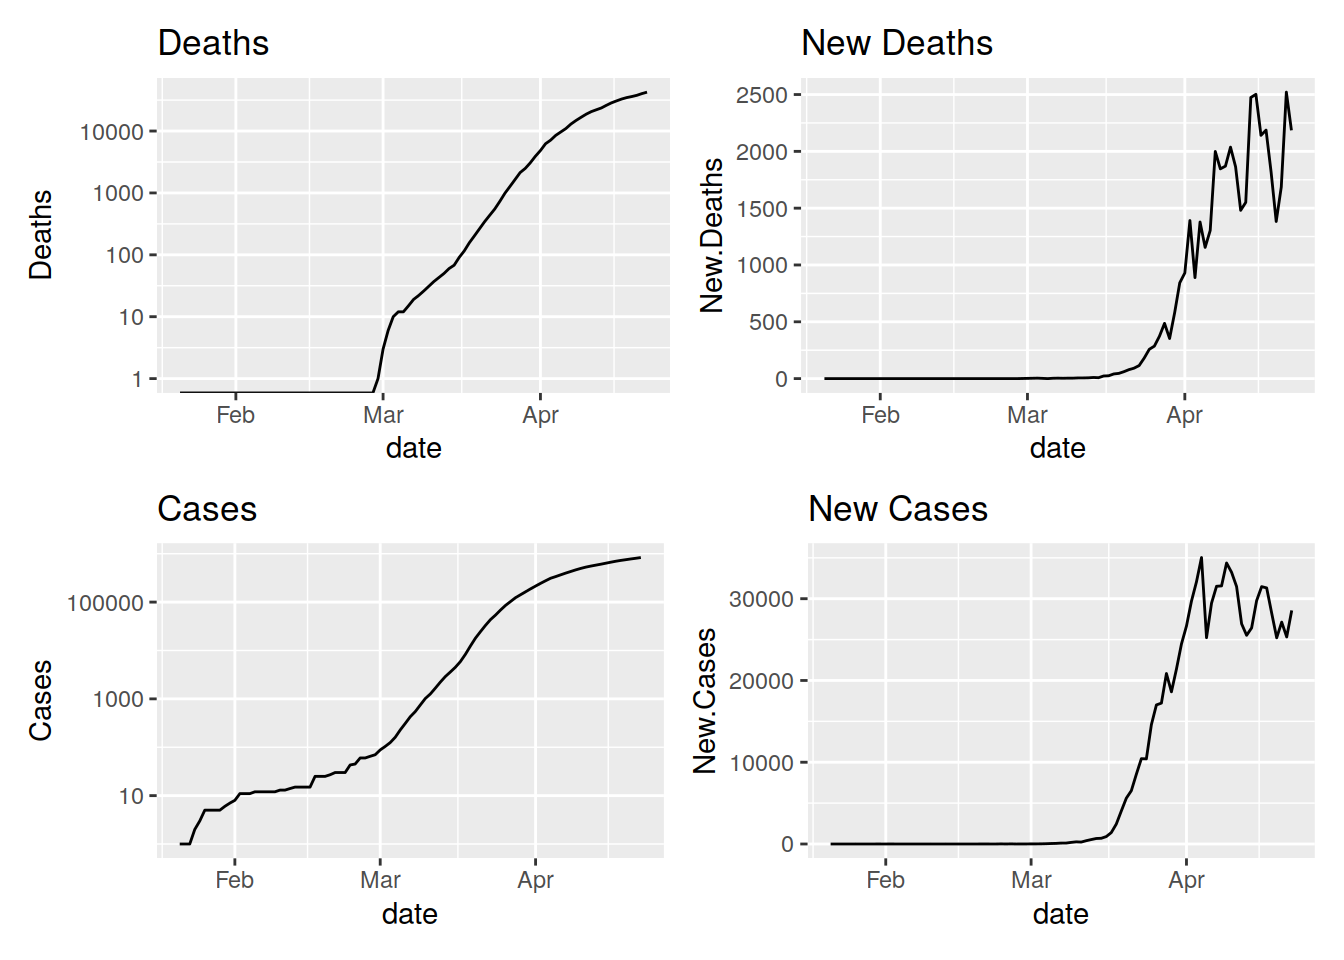 Deaths
10000
1000
100
10
1
Deaths
Feb Mar Apr
date
New Deaths
2500
2000
1500
1000
500
0
New.Deaths
Feb Mar Apr
date
Cases
100000
1000
10
Cases
Feb Mar Apr
date
New Cases
30000
20000
10000
0
New.Cases
Feb Mar Apr
date